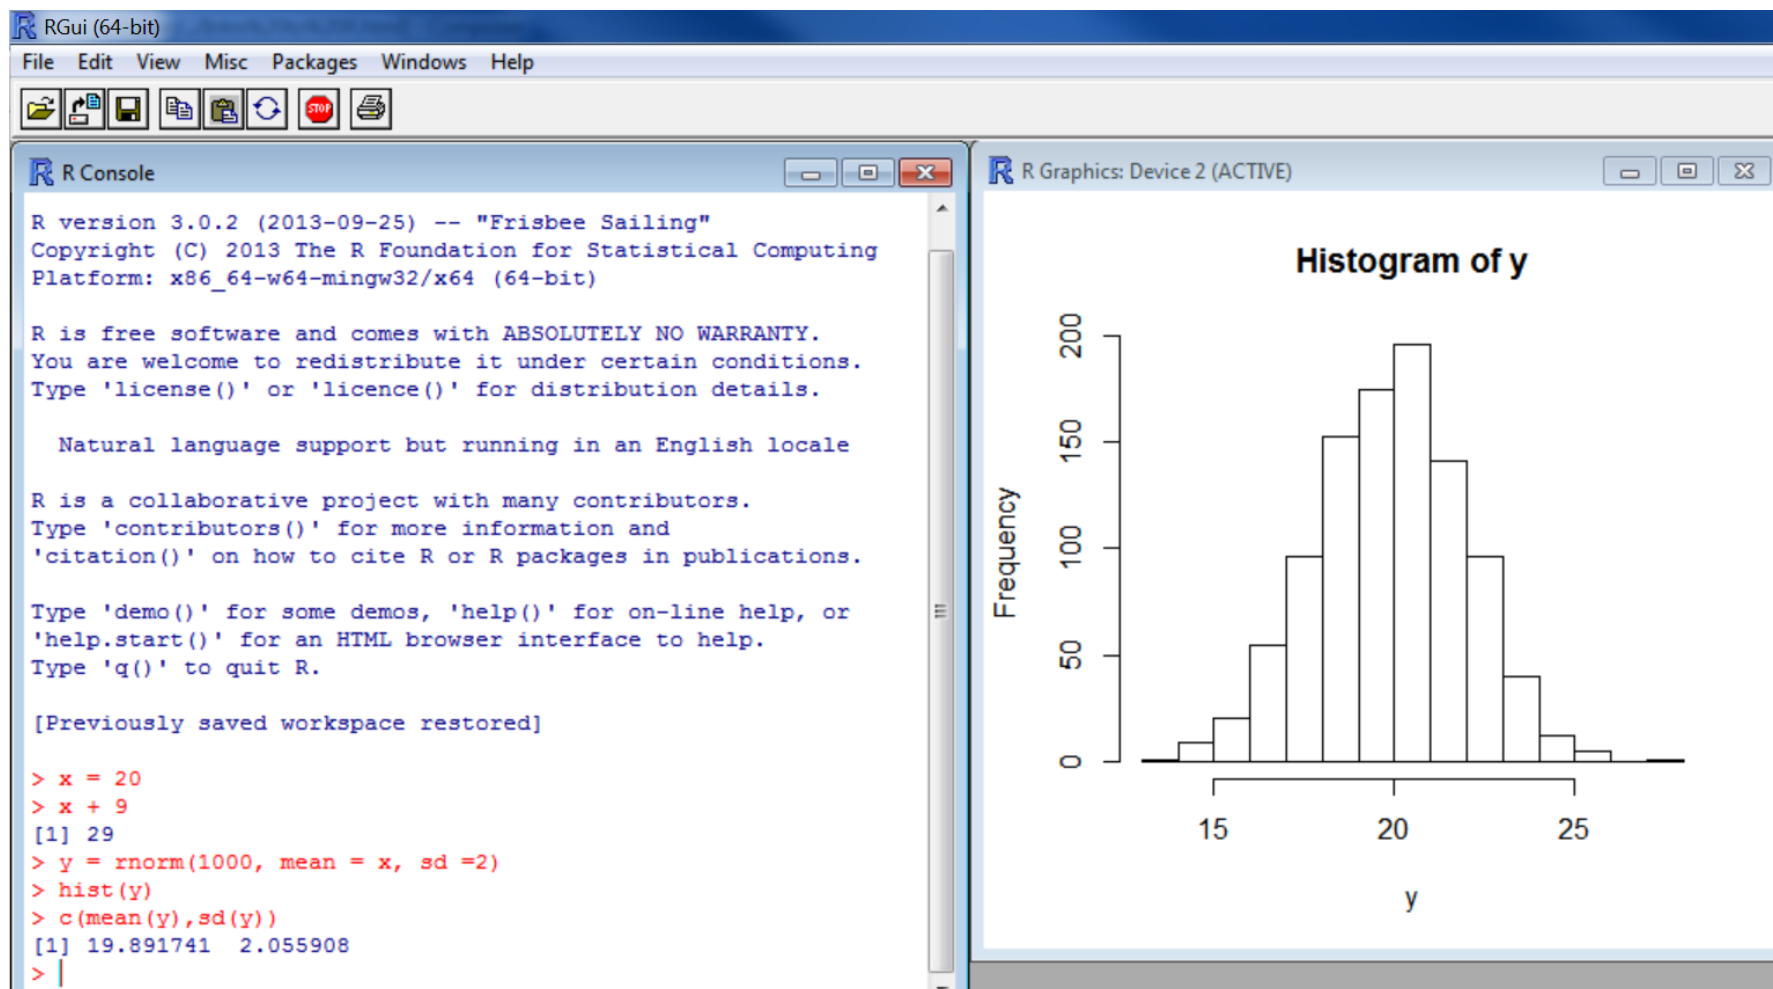 RGui (64-bit)
File Edit View Misc Packages Windows Help
STOP
R Console
R version 3.0.2 (2013-09-25) -- "Frisbee Sailing"
Copyright (C) 2013 The R Foundation for Statistical Computing
Platform: x86_64-w64-mingw32/x64 (64-bit)
R is free software and comes with ABSOLUTELY NO WARRANTY.
You are welcome to redistribute it under certain conditions.
Type 'license()' or 'licence()' for distribution details.
Natural language support but running in an English locale
R is a collaborative project with many contributors.
Type 'contributors()' for more information and
'citation()' on how to cite R or R packages in publications.
Type 'demo()' for some demos, 'help()' for on-line help, or
'help.start()' for an HTML browser interface to help.
Type 'q()' to quit R.
[Previously saved workspace restored]
> x = 20
> x + 9
[1] 29
> y = rnorm(1000, mean = x, sd =2)
> hist(y)
> c(mean(y),sd(y))
[1] 19.891741 2.055908
>
R Graphics: Device 2 (ACTIVE)
Histogram of y
Frequency
200
150
100
50
0
15 20 25
y